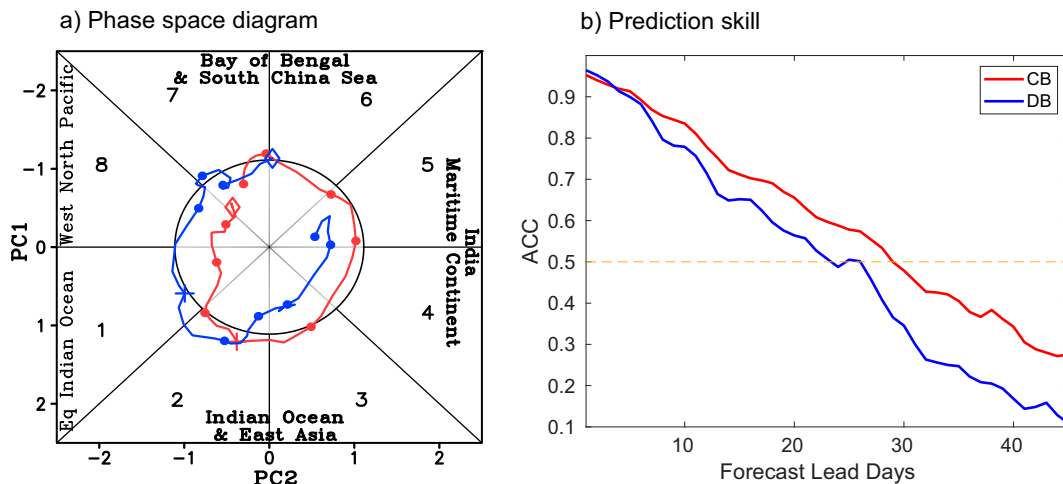 a) Phase space diagram
Bay of Bengal
& South China Sea
7
6
8
5
1
4
2
3
West North Pacific
Eq Indian Ocean
India
Maritime Continent
Indian Ocean
& East Asia
-2
-1
0
1
2
PC1
-2
-1
0
1
2
PC2
b) Prediction skill
CB
DB
0.9
0.8
0.7
0.6
0.5
0.4
0.3
0.2
0.1
ACC
10
20
30
40
Forecast Lead Days